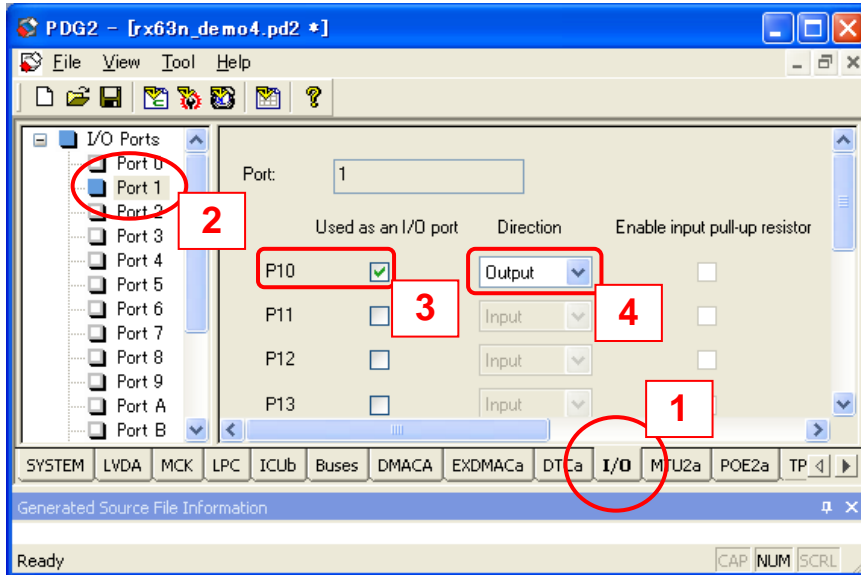 PDG2 - [rx63n_demo4.pd2 *]
File View Tool Help
I/O Ports
Port 0
Port 1
Port 2
Port 3
Port 4
Port 5
Port 6
Port 7
Port 8
Port 9
Port A
Port B
2
Port: 1
Used as an I/O port Direction Enable input pull-up resistor
P10 Output
P11 Input
P12 Input
P13 Input
3
4
1
SYSTEM LVDA MCK LPC ICUb Buses DMACA EXDMACa DTCa I/O MTU2a POE2a TP
Generated Source File Information
Ready CAP NUM SCRL